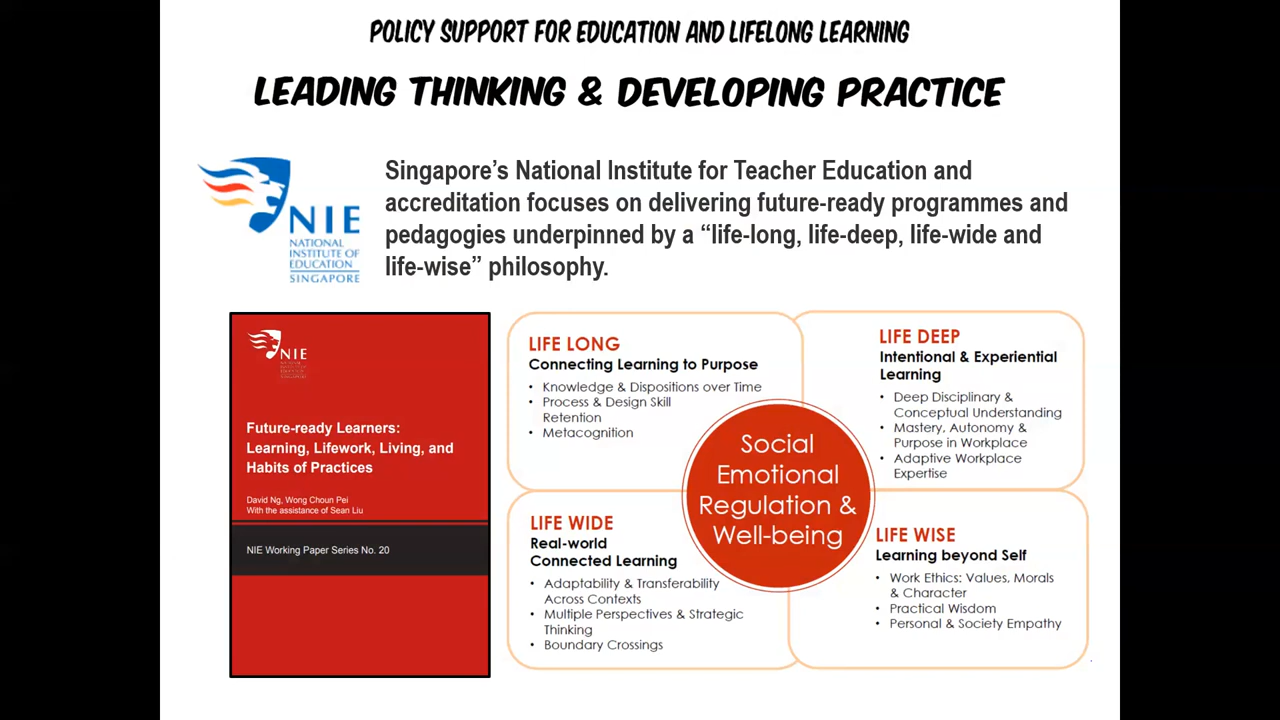 POLICY SUPPORT FOR EDUCATION AND LIFELONG LEARNING
LEADING THINKING & DEVELOPING PRACTICE
NIE
NATIONAL
INSTITUTE OF
EDUCATION
SINGAPORE
Singapore’s National Institute for Teacher Education and
accreditation focuses on delivering future-ready programmes and
pedagogies underpinned by a “life-long, life-deep, life-wide and
life-wise” philosophy.
NIE
Future-ready Learners:
Learning, Lifework, Living, and
Habits of Practices
David Ng, Wong Choun Pei
With the assistance of Sean Liu
NIE Working Paper Series No. 20
LIFE LONG
Connecting Learning to Purpose
• Knowledge & Dispositions over Time
• Process & Design Skill
Retention
• Metacognition
LIFE DEEP
Intentional & Experiential
Learning
• Deep Disciplinary &
Conceptual Understanding
• Mastery, Autonomy &
Purpose in Workplace
• Adaptive Workplace
Expertise
Social
Emotional
Regulation &
Well-being
LIFE WIDE
Real-world
Connected Learning
• Adaptability & Transferability
Across Contexts
• Multiple Perspectives & Strategic
Thinking
• Boundary Crossings
LIFE WISE
Learning beyond Self
• Work Ethics: Values, Morals
& Character
• Practical Wisdom
• Personal & Society Empathy